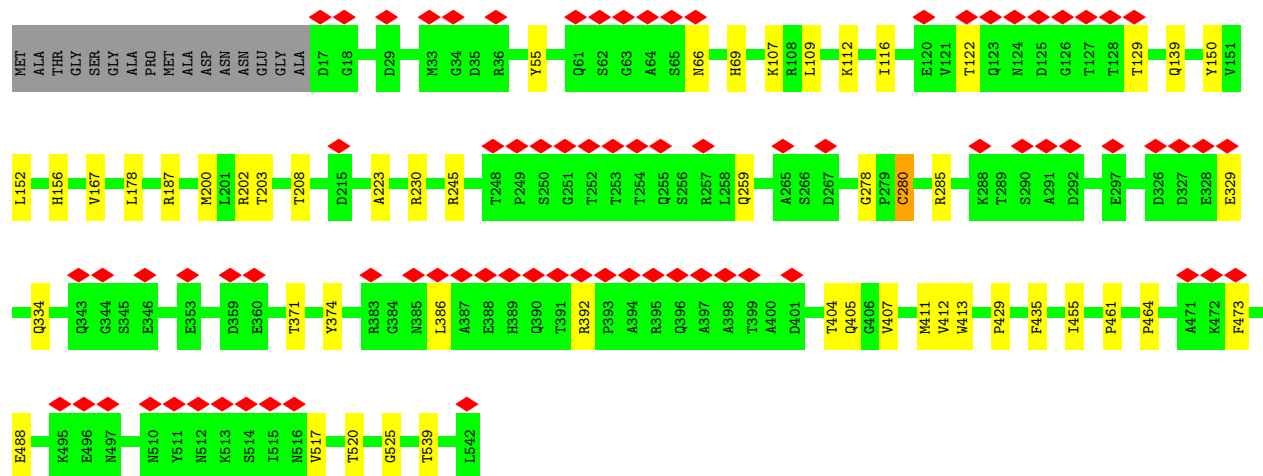 MET ALA THR GLY SER GLY ALA PRO MET ALA ASP ASN ASN GLU GLY ALA D17 G18 D29 M33 G34 D35 R36 Y55 Q61 S62 G63 A64 S65 N66 H69 K107 R108 L109 K112 I116 E120 V121 T122 Q123 N124 D125 G126 T127 T128 T129 Q139 Y150 V151
L152 H156 V167 L178 R187 M200 L201 R202 T203 T208 D215 A223 R230 R245 T248 P249 S250 G251 T252 T253 T254 Q255 S256 R257 L258 Q259 A265 S266 D267 G278 P279 C280 R285 K288 T289 S290 A291 D292 E297 D326 D327 E328 E329
Q334 Q343 G344 S345 E346 E353 D359 E360 T371 Y374 R383 G384 N385 L386 A387 E388 H389 Q390 T391 R392 P393 A394 R395 Q396 A397 A398 T399 A400 D401 T404 Q405 C406 V407 M411 V412 W413 P429 F435 I455 P461 P464 A471 K472 F473
E488 K495 E496 N497 N510 Y511 N512 K513 S514 I515 N516 V517 T520 G525 T539 L542